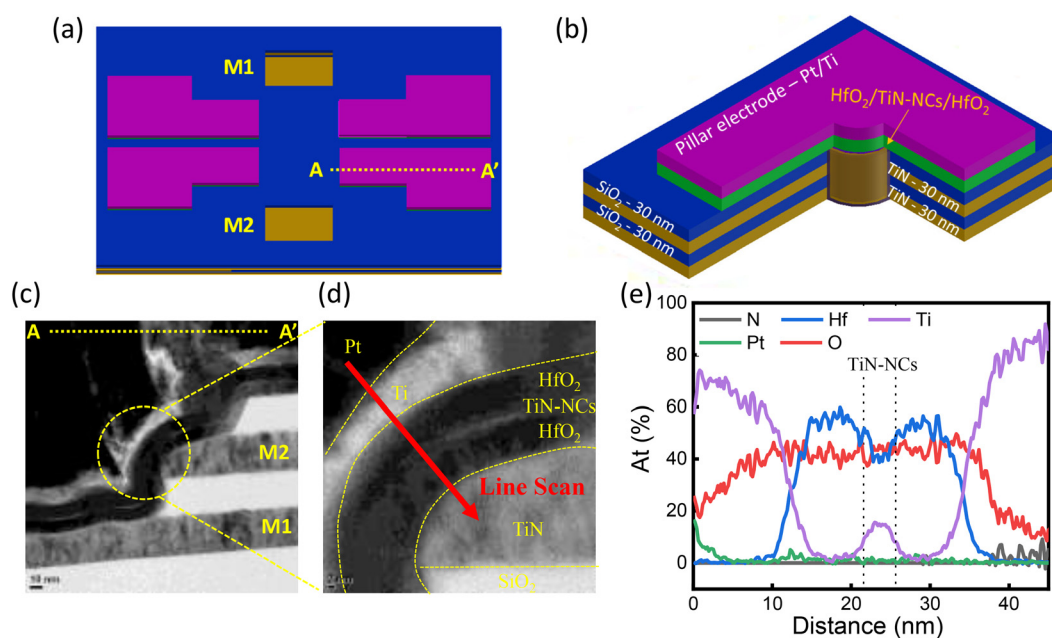 (a)
M1
A
A'
M2
(b)
Pillar electrode – Pt/Ti
HfO₂/TiN-NCs/HfO₂
SiO₂ - 30 nm
SiO₂ - 30 nm
TiN - 30 nm
TiN - 30 nm
(c)
A
A'
M2
M1
10 nm
(d)
Pt
Ti
HfO₂
TiN-NCs
HfO₂
Line Scan
TiN
(e)
N
Hf
Ti
Pt
O
TiN-NCs
At (%)
100
80
60
40
20
0
0
10
20
30
40
Distance (nm)